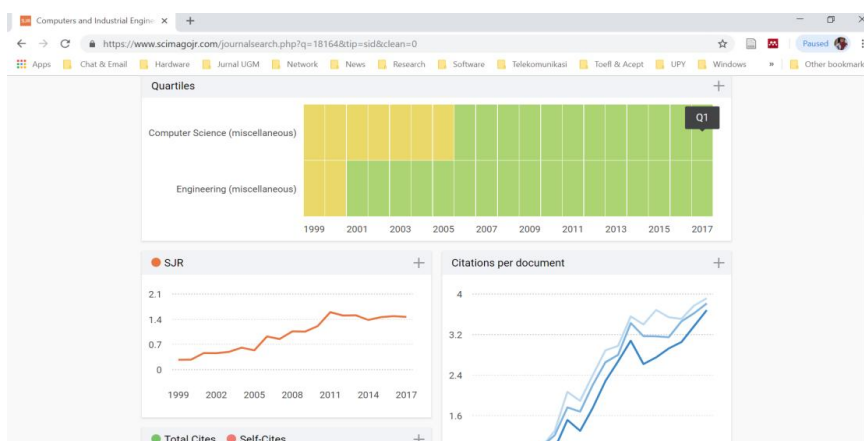 Computers and Industrial Engine
https://www.scimagojr.com/journalsearch.php?q=18164&tip=sid&clean=0
Paused
Apps Chat & Email Hardware Jurnal UGM Network News Research Software Telekomunikasi Toefl & Acept UPY Windows » Other bookmark
Quartiles
Q1
Computer Science (miscellaneous)
Engineering (miscellaneous)
1999 2001 2003 2005 2007 2009 2011 2013 2015 2017
SJR
2.1
1.4
0.7
0
1999 2002 2005 2008 2011 2014 2017
Citations per document
4
3.2
2.4
1.6
Total Cites Self-Cites